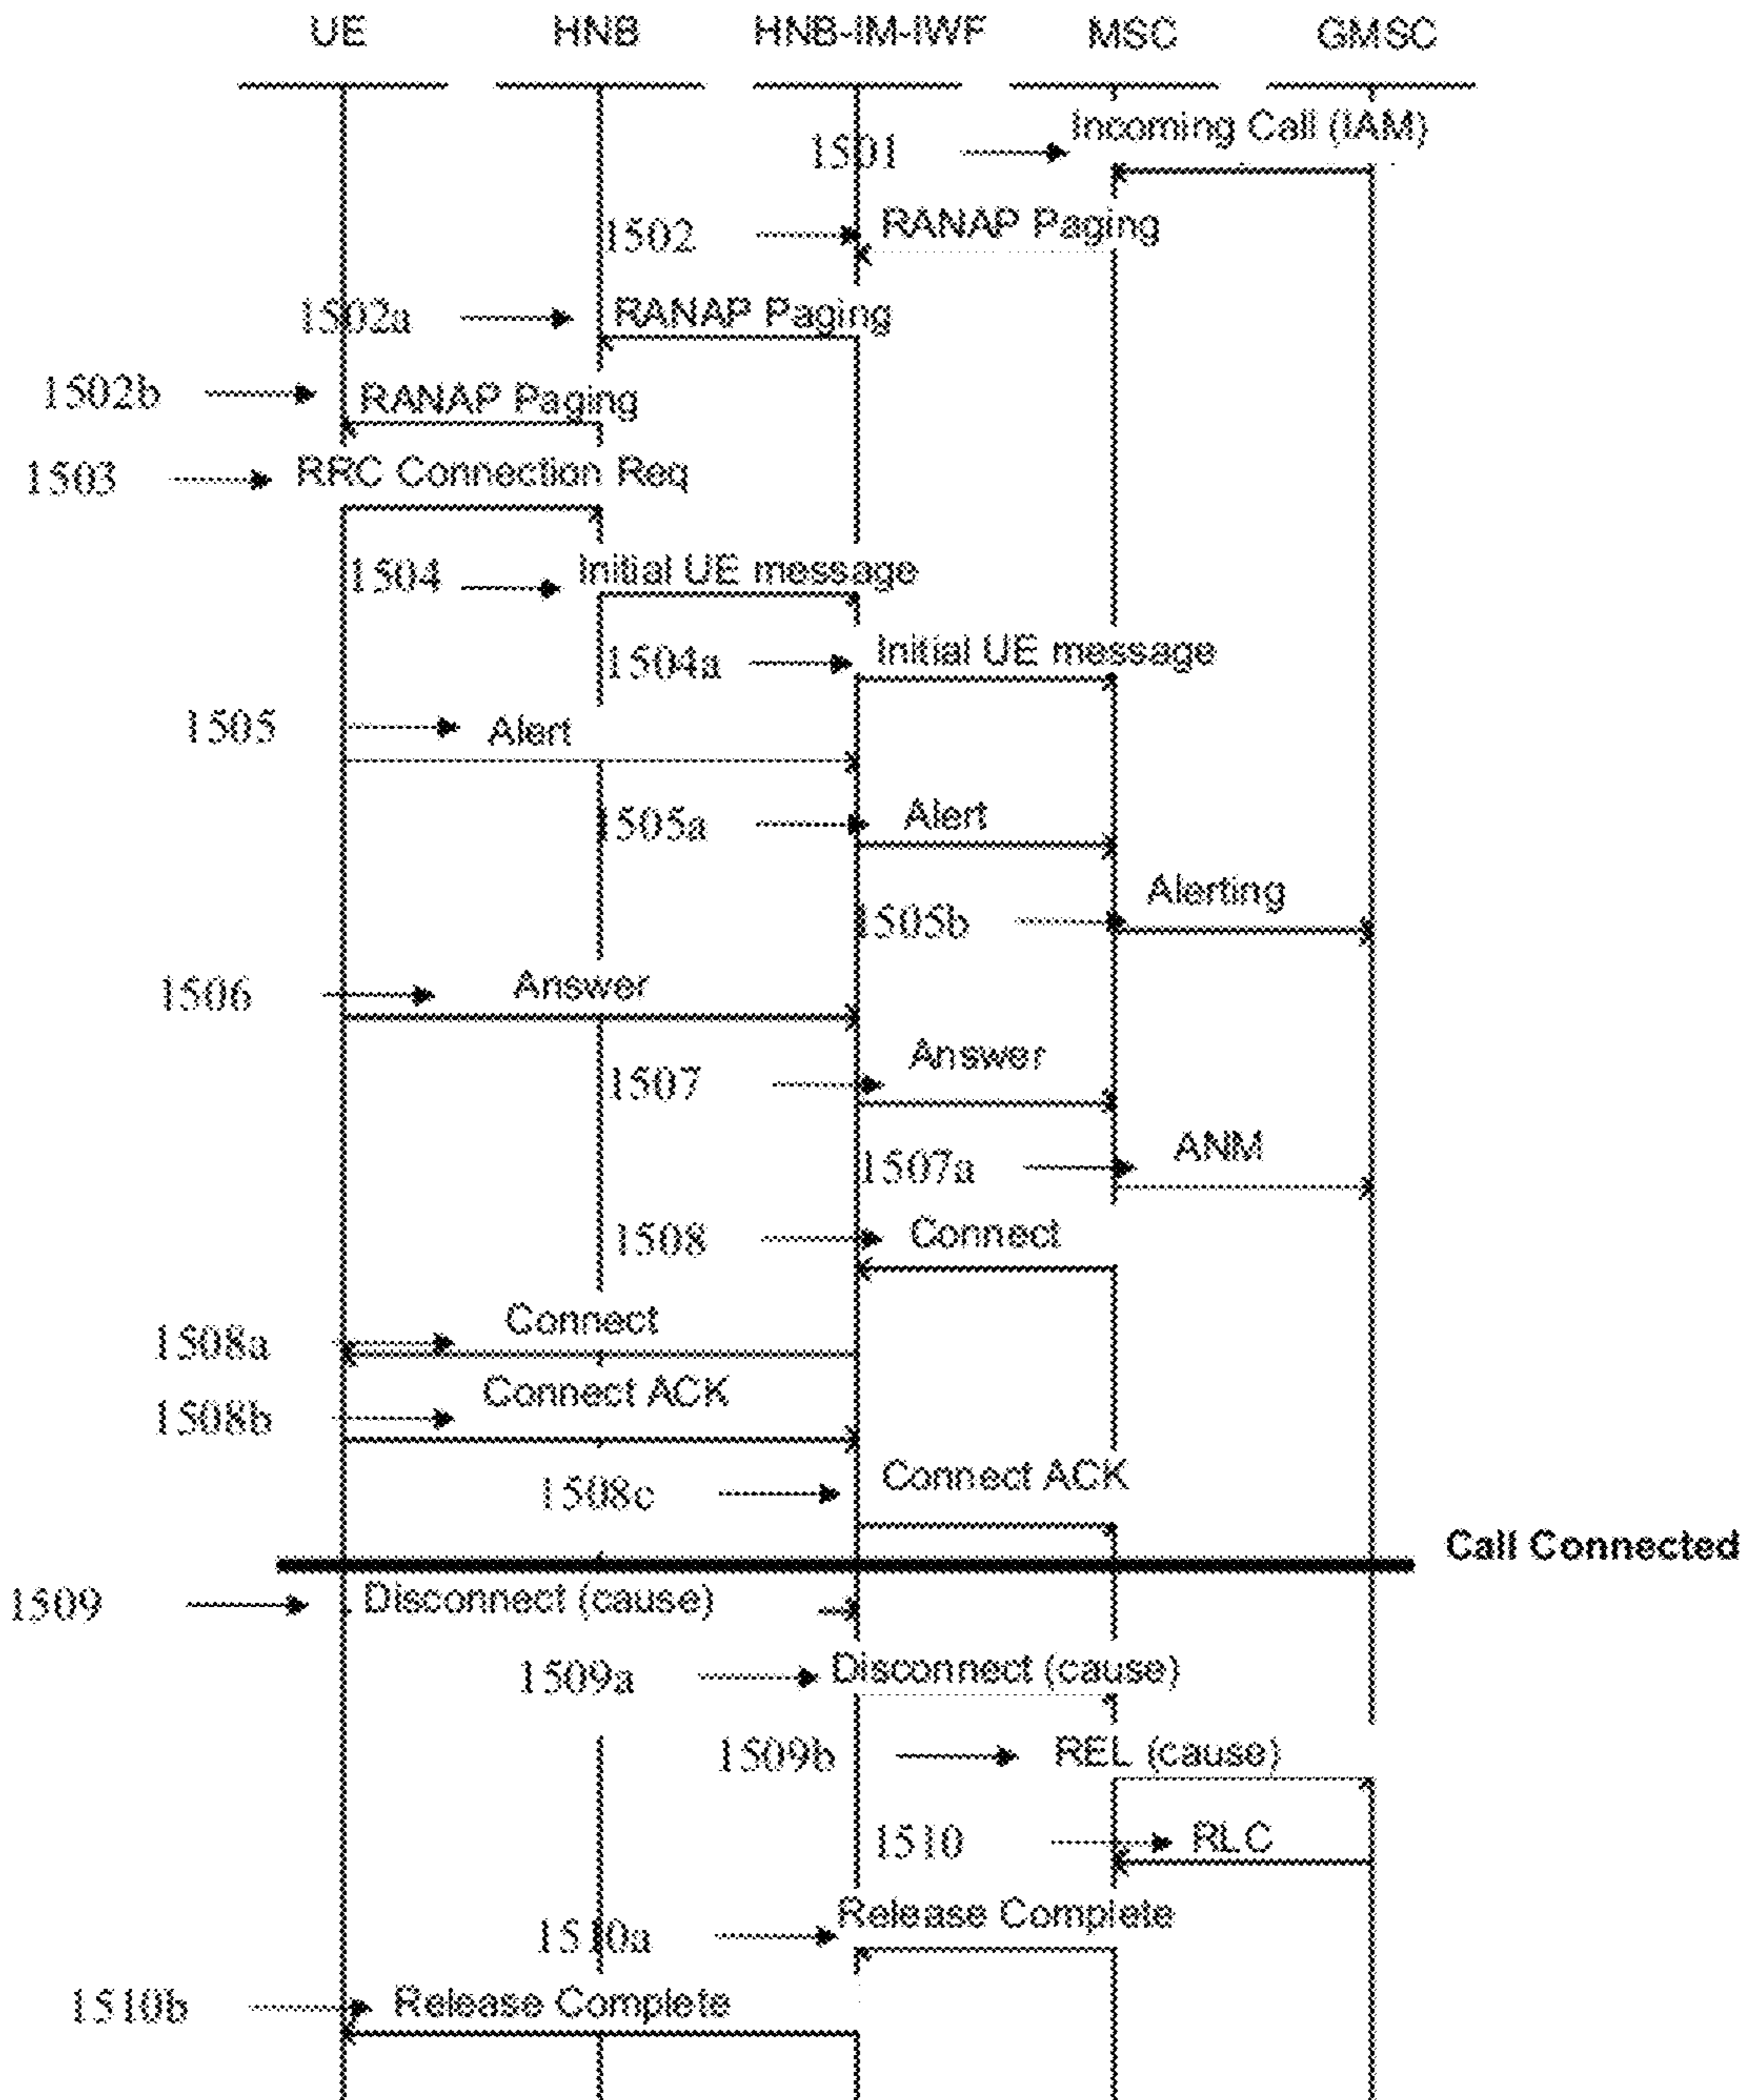 UE HNB HNB-IM-IWF MSC GMSC
1501 Incoming Call (IAM)
1502 RANAP Paging
1502a RANAP Paging
1502b RANAP Paging
1503 RRC Connection Req
1504 Initial UE message
1504a Initial UE message
1505 Alert
1505a Alert
1505b Alerting
1506 Answer
1507 Answer
1507a ANM
1508 Connect
1508a Connect
1508b Connect ACK
1508c Connect ACK
Call Connected
1509 Disconnect (cause)
1509a Disconnect (cause)
1509b REL (cause)
1510 RLC
1510a Release Complete
1510b Release Complete